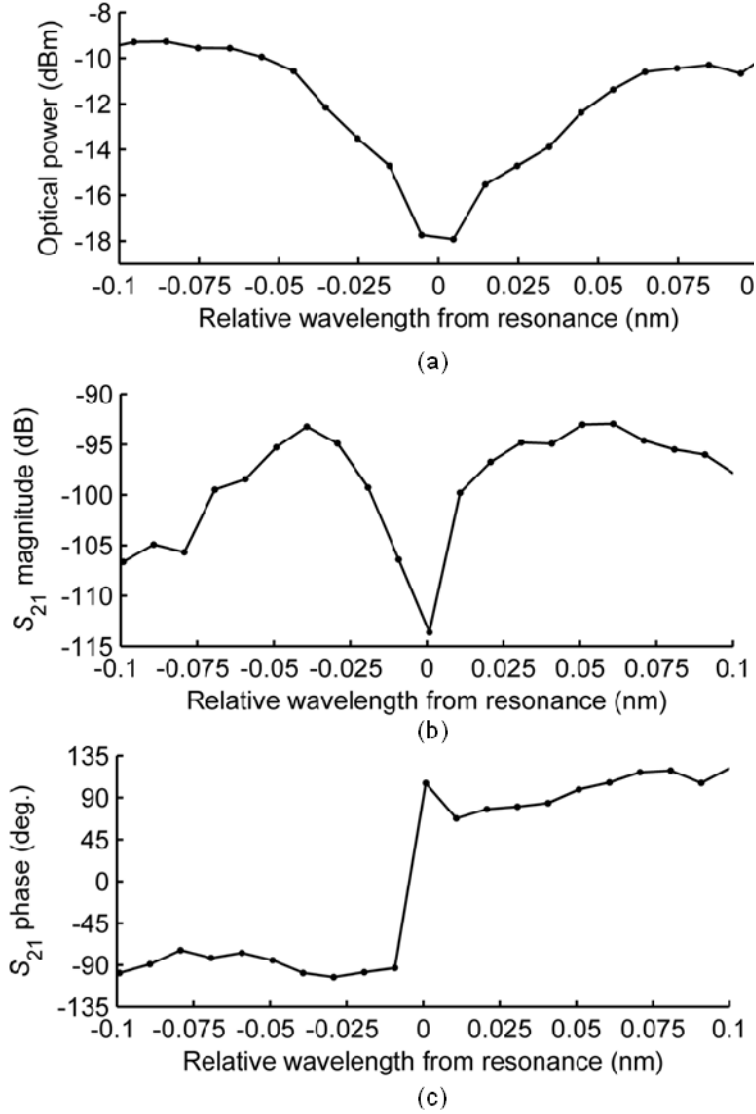 -8
-10
-12
-14
-16
-18
Optical power (dBm)
-0.1 -0.075 -0.05 -0.025 0 0.025 0.05 0.075 0
Relative wavelength from resonance (nm)
(a)
-90
-95
-100
-105
-110
-115
S21 magnitude (dB)
-0.1 -0.075 -0.05 -0.025 0 0.025 0.05 0.075 0.1
Relative wavelength from resonance (nm)
(b)
135
90
45
0
-45
-90
-135
S21 phase (deg.)
-0.1 -0.075 -0.05 -0.025 0 0.025 0.05 0.075 0.1
Relative wavelength from resonance (nm)
(c)